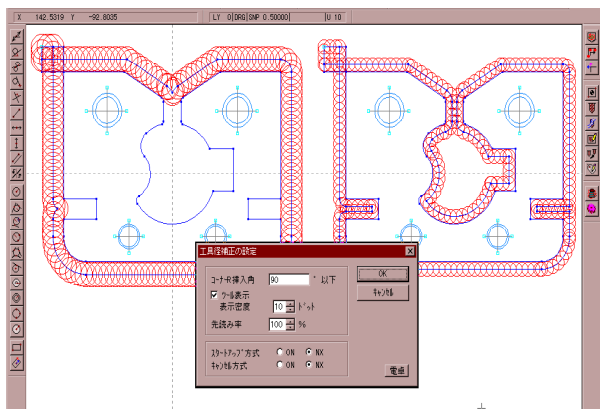 X 142.5319 Y -92.8035 LY 0|DRG|SNP 0.50000| |U 10
工具径補正の設定
コーナR挿入角 90 ° 以下
ツール表示
表示密度 10 ドット
先読み率 100 %
スタートアップ方式 ON NX
キャンセル方式 ON NX
OK
キャンセル
電卓